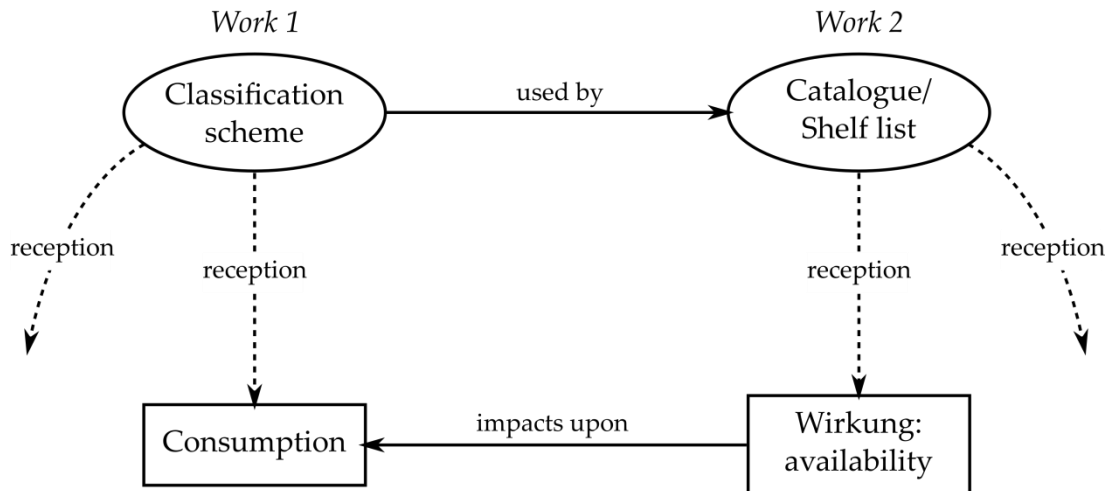 Work 1
Work 2
Classification
scheme
used by
Catalogue/
Shelf list
reception
reception
reception
reception
Consumption
impacts upon
Wirkung:
availability